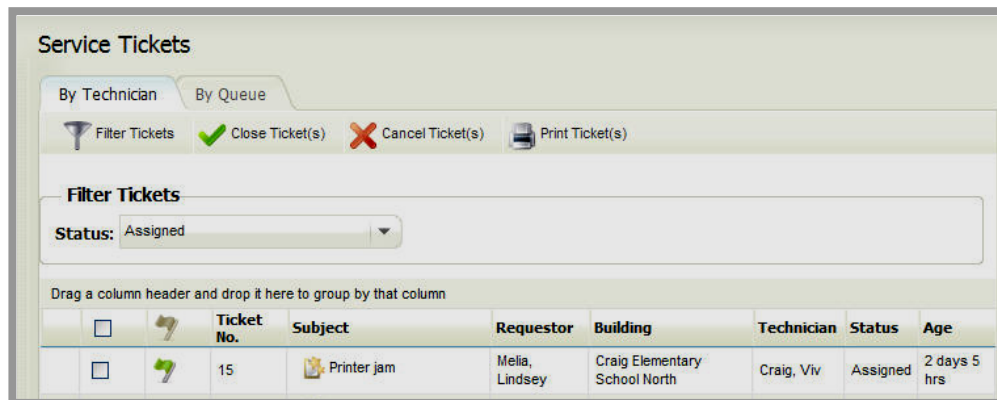 Service Tickets
By Technician By Queue
Filter Tickets Close Ticket(s) Cancel Ticket(s) Print Ticket(s)
Filter Tickets
Status: Assigned
Drag a column header and drop it here to group by that column
Ticket No. Subject Requestor Building Technician Status Age
15 Printer jam Melia, Lindsey Craig Elementary School North Craig, Viv Assigned 2 days 5 hrs